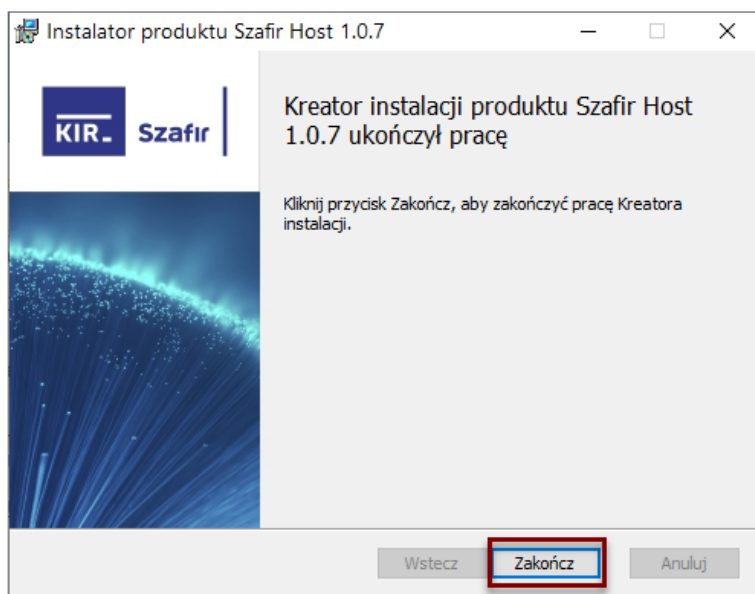 Instalator produktu Szafir Host 1.0.7
KIR Szafır
Kreator instalacji produktu Szafir Host
1.0.7 ukończył pracę
Kliknij przycisk Zakończ, aby zakończyć pracę Kreatora
instalacji.
Wstecz Zakończ Anuluj